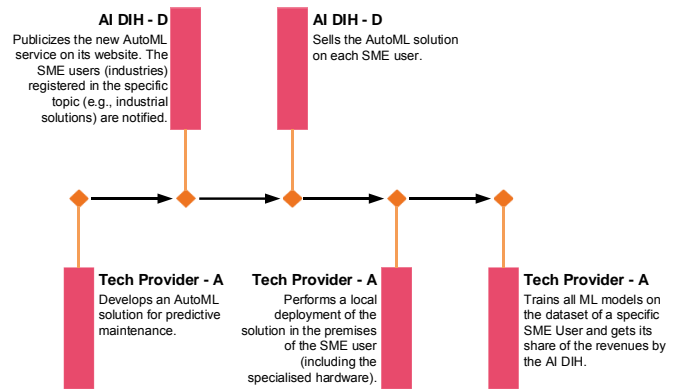 AI DIH - D
Publicizes the new AutoML
service on its website. The
SME users (industries)
registered in the specific
topic (e.g., industrial
solutions) are notified.
AI DIH - D
Sells the AutoML solution
on each SME user.
Tech Provider - A
Develops an AutoML
solution for predictive
maintenance.
Tech Provider - A
Performs a local
deployment of the
solution in the premises
of the SME user
(including the
specialised hardware).
Tech Provider - A
Trains all ML models on
the dataset of a specific
SME User and gets its
share of the revenues by
the AI DIH.